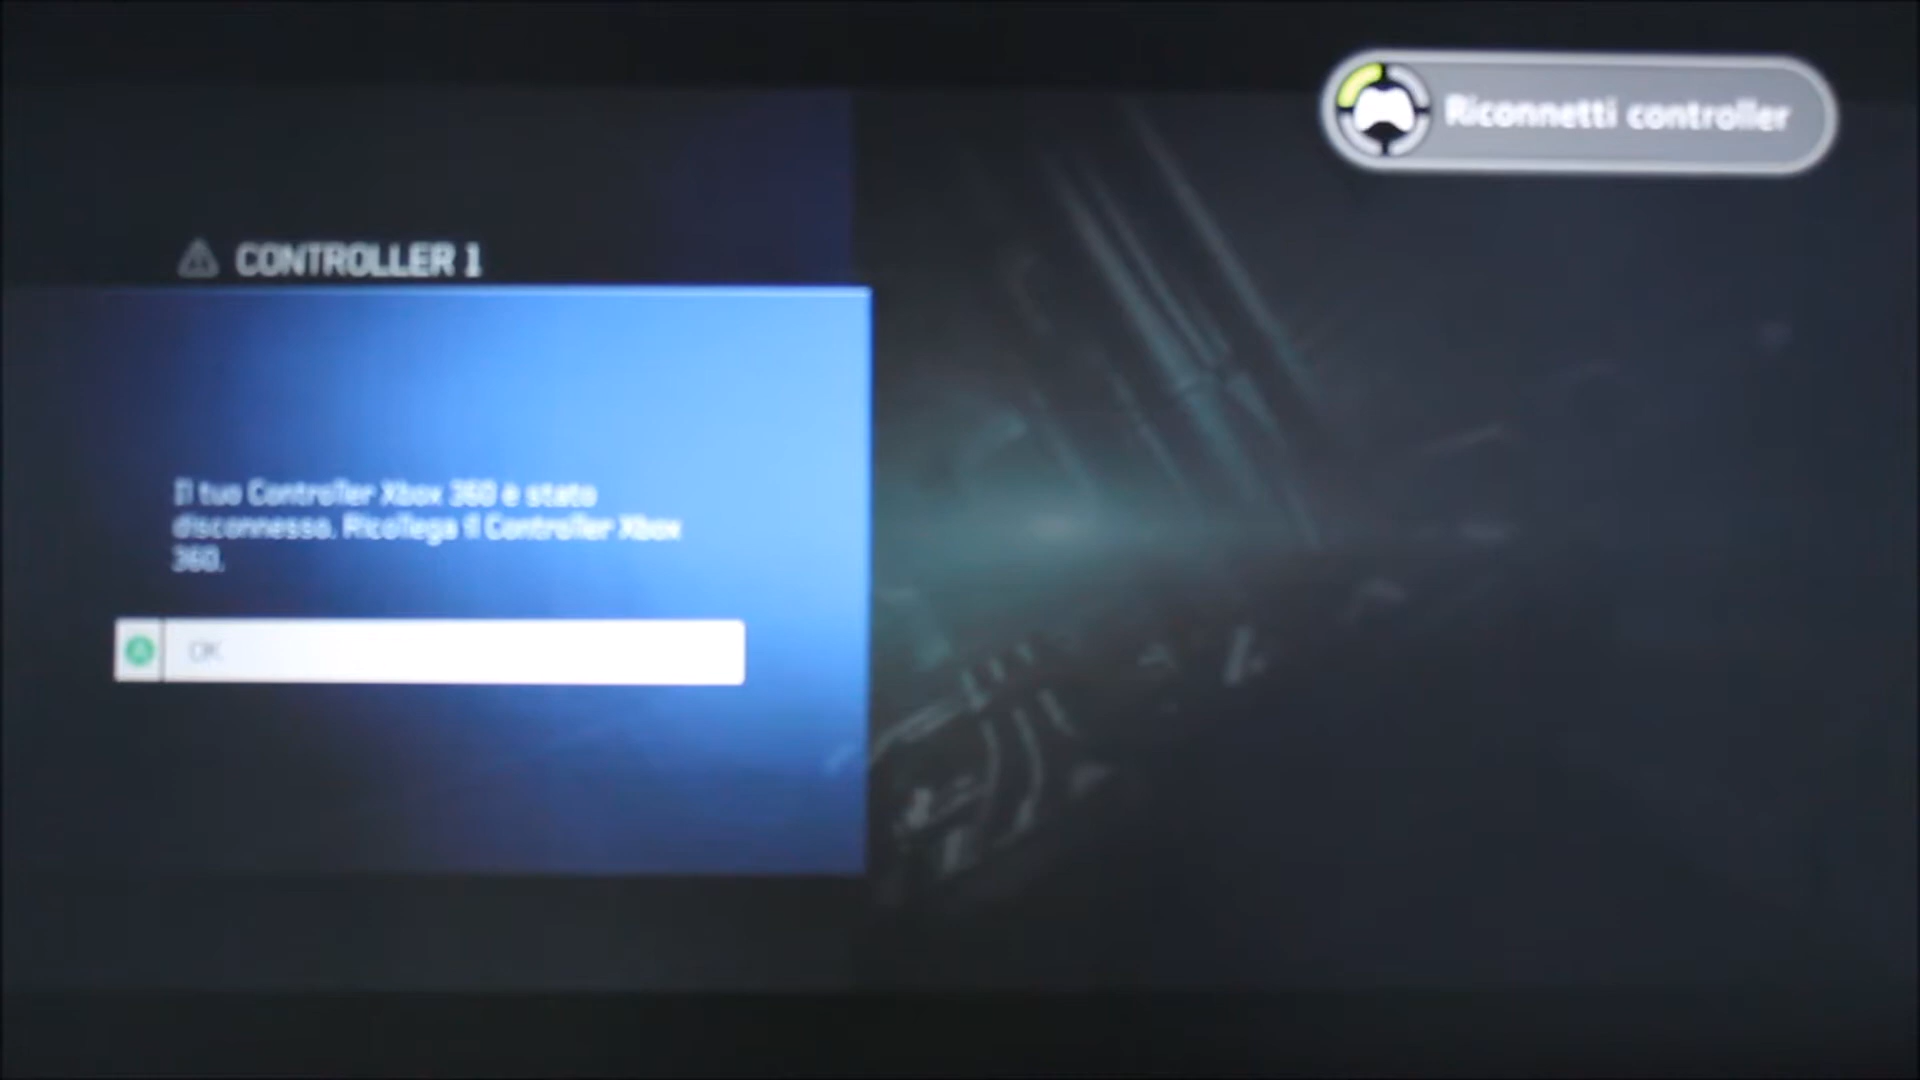 Riconnetti controller
CONTROLLER 1
Il tuo Controller Xbox 360 è stato
disconnesso. Ricollega il Controller Xbox
360.
A OK